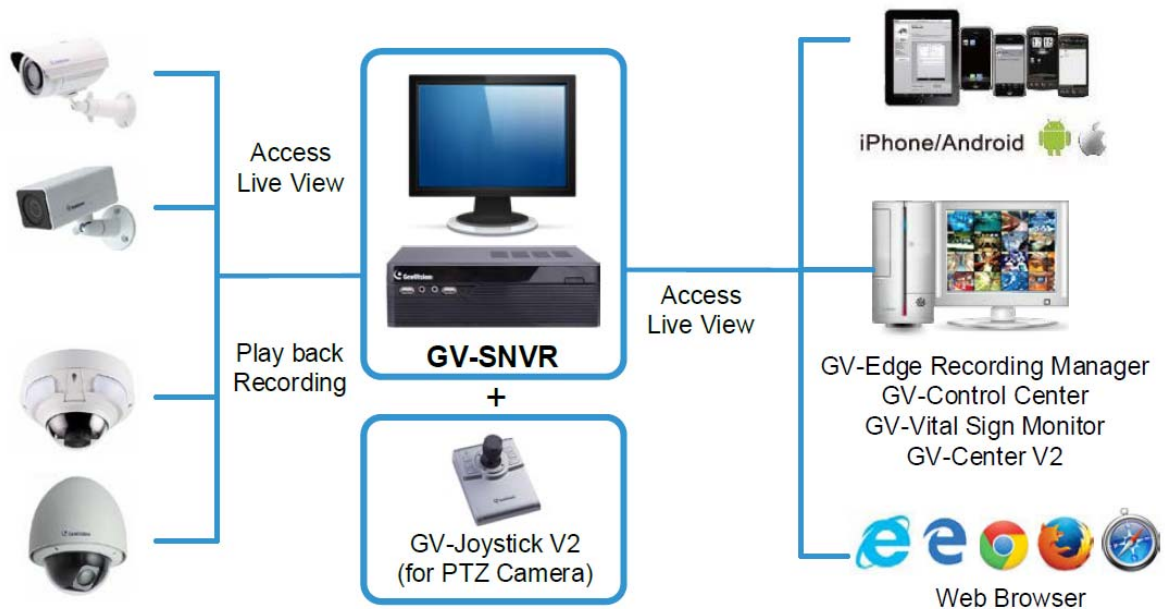 Access
Live View
Play back
Recording
GeoVision
GV-SNVR
+
GV-Joystick V2
(for PTZ Camera)
Access
Live View
iPhone/Android
GV-Edge Recording Manager
GV-Control Center
GV-Vital Sign Monitor
GV-Center V2
Web Browser